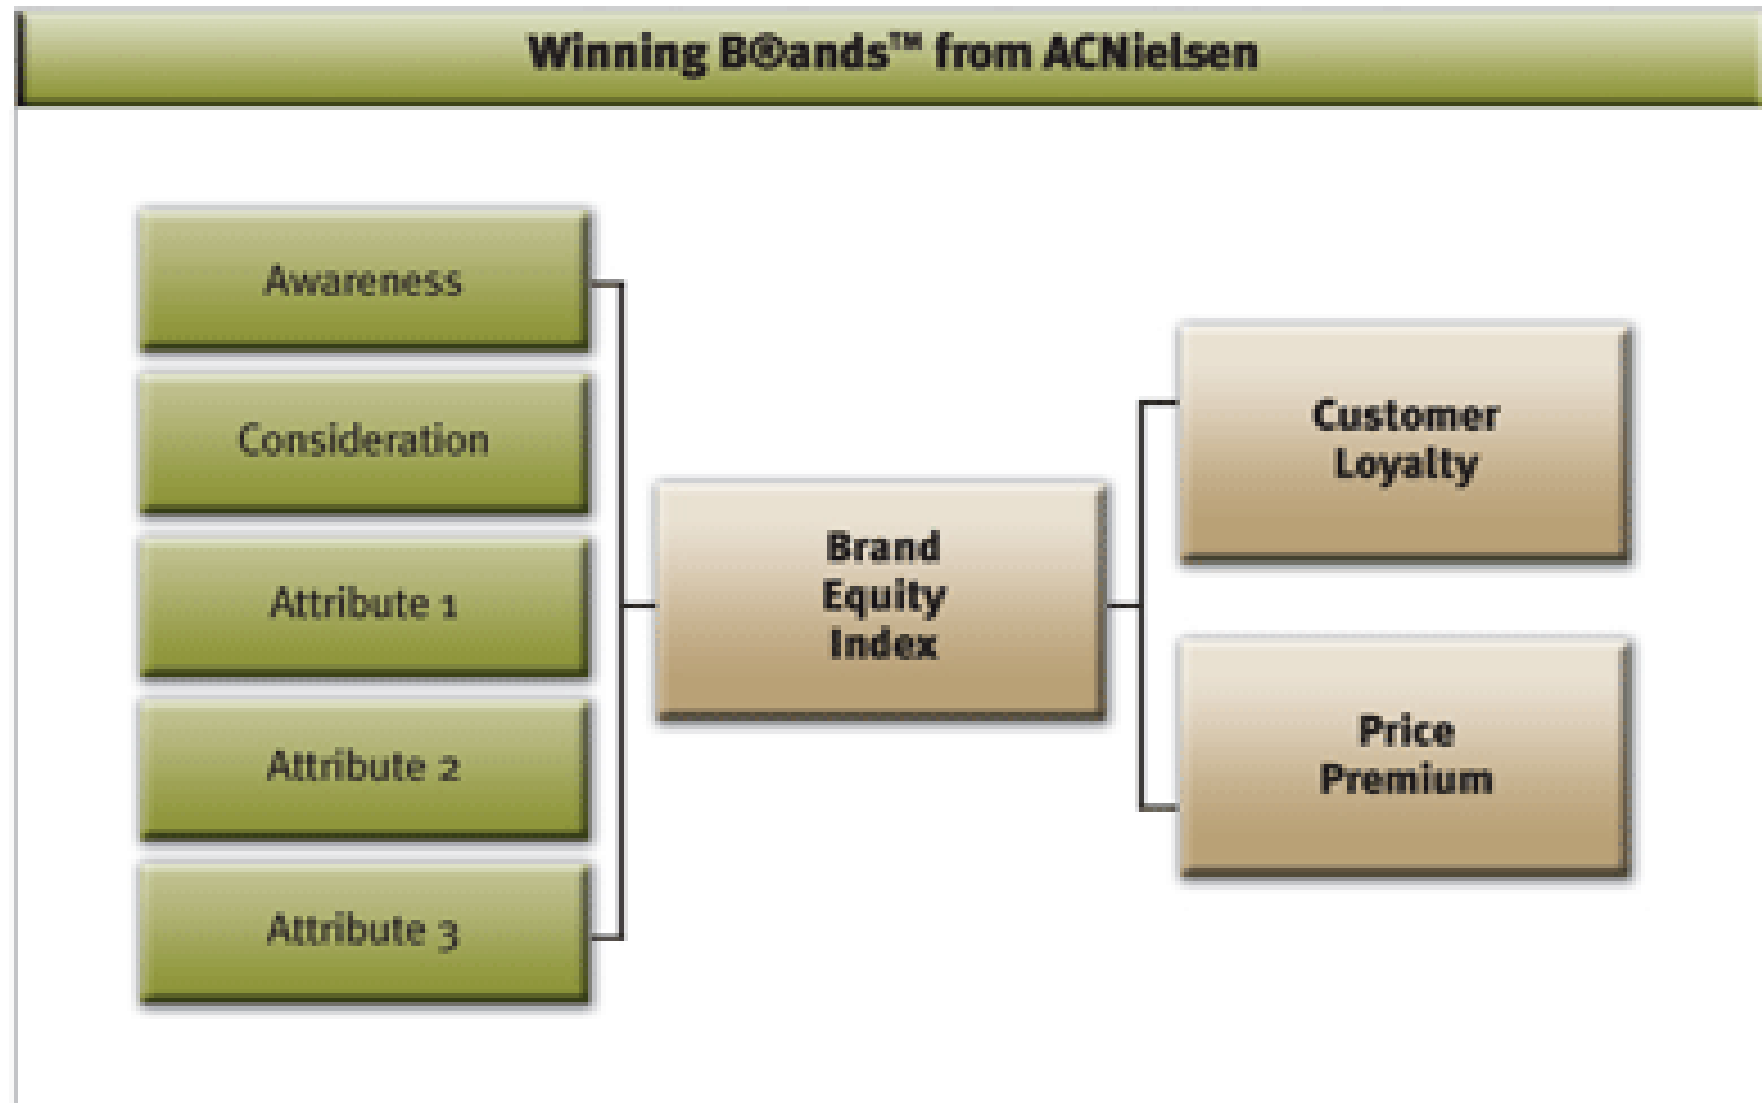 Winning B®ands™ from ACNielsen
Awareness
Consideration
Attribute 1
Attribute 2
Attribute 3
Brand
Equity
Index
Customer
Loyalty
Price
Premium